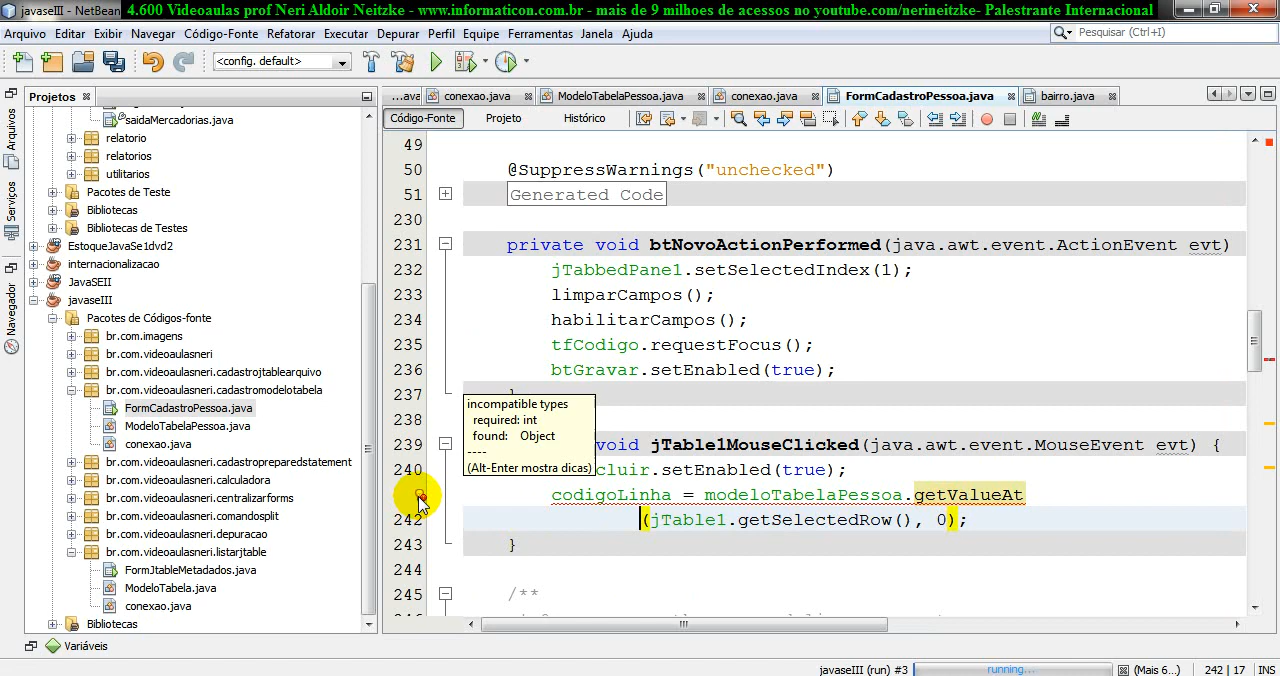 javaseIII - NetBean
4.600 Videoaulas prof Neri Aldoir Neitzke - www.informaticon.com.br - mais de 9 milhoes de acessos no youtube.com/nerineitzke- Palestrante Internacional
Arquivo Editar Exibir Navegar Código-Fonte Refatorar Executar Depurar Perfil Equipe Ferramentas Janela Ajuda
Pesquisar (Ctrl+I)
<config. default>
Projetos
...ava
conexao.java
ModeloTabelaPessoa.java
conexao.java
FormCadastroPessoa.java
bairro.java
Código-Fonte Projeto Histórico
Arquivos
Serviços
Navegador
saidaMercadorias.java
relatorio
relatorios
utilitarios
Pacotes de Teste
Bibliotecas
Bibliotecas de Testes
EstoqueJavaSe1dvd2
internacionalizacao
JavaSEII
javaseIII
Pacotes de Códigos-fonte
br.com.imagens
br.com.videoaulasneri
br.com.videoaulasneri.cadastrojtablearquivo
br.com.videoaulasneri.cadastromodelotabela
FormCadastroPessoa.java
ModeloTabelaPessoa.java
conexao.java
br.com.videoaulasneri.cadastropreparedstatement
br.com.videoaulasneri.calculadora
br.com.videoaulasneri.centralizarforms
br.com.videoaulasneri.comandosplit
br.com.videoaulasneri.depuracao
br.com.videoaulasneri.listarjtable
FormJtableMetadados.java
ModeloTabela.java
conexao.java
Bibliotecas
49
50 @SuppressWarnings("unchecked")
51 Generated Code
230
231 private void btNovoActionPerformed(java.awt.event.ActionEvent evt)
232 jTabbedPane1.setSelectedIndex(1);
233 limparCampos();
234 habilitarCampos();
235 tfCodigo.requestFocus();
236 btGravar.setEnabled(true);
237
238
incompatible types
required: int
found: Object
----
(Alt-Enter mostra dicas)
239 void jTable1MouseClicked(java.awt.event.MouseEvent evt) {
240 cluir.setEnabled(true);
codigoLinha = modeloTabelaPessoa.getValueAt
242 (jTable1.getSelectedRow(), 0);
243 }
244
245 /**
Variáveis
javaseIII (run) #3
running...
(Mais 6...)
242 | 17
INS